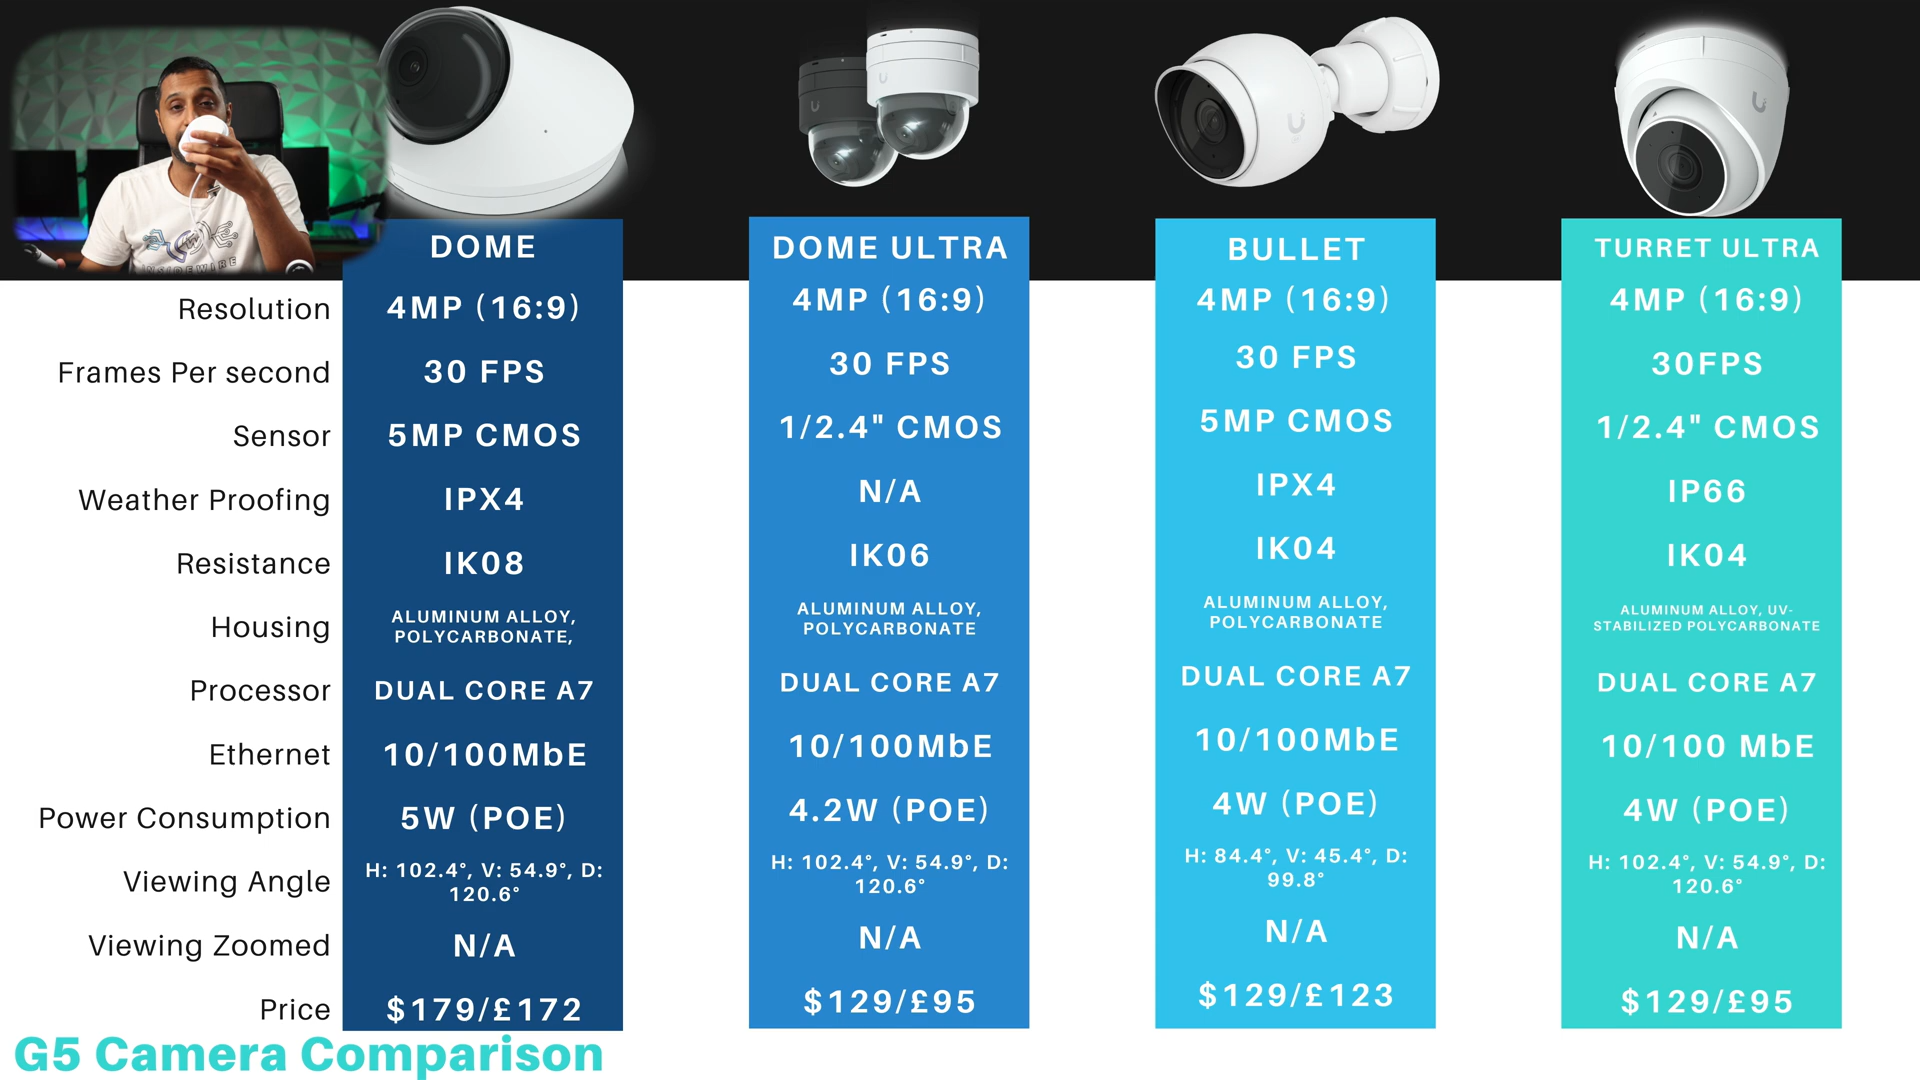 DOME
DOME ULTRA
BULLET
TURRET ULTRA
Resolution
4MP (16:9)
4MP (16:9)
4MP (16:9)
4MP (16:9)
Frames Per second
30 FPS
30 FPS
30 FPS
30FPS
Sensor
5MP CMOS
1/2.4" CMOS
5MP CMOS
1/2.4" CMOS
Weather Proofing
IPX4
N/A
IPX4
IP66
Resistance
IK08
IK06
IK04
IK04
Housing
ALUMINUM ALLOY,
POLYCARBONATE,
ALUMINUM ALLOY,
POLYCARBONATE
ALUMINUM ALLOY,
POLYCARBONATE
ALUMINUM ALLOY, UV-
STABILIZED POLYCARBONATE
Processor
DUAL CORE A7
DUAL CORE A7
DUAL CORE A7
DUAL CORE A7
Ethernet
10/100MbE
10/100MbE
10/100MbE
10/100 MbE
Power Consumption
5W (POE)
4.2W (POE)
4W (POE)
4W (POE)
Viewing Angle
H: 102.4°, V: 54.9°, D:
120.6°
H: 102.4°, V: 54.9°, D:
120.6°
H: 84.4°, V: 45.4°, D:
99.8°
H: 102.4°, V: 54.9°, D:
120.6°
Viewing Zoomed
N/A
N/A
N/A
N/A
Price
$179/£172
$129/£95
$129/£123
$129/£95
G5 Camera Comparison